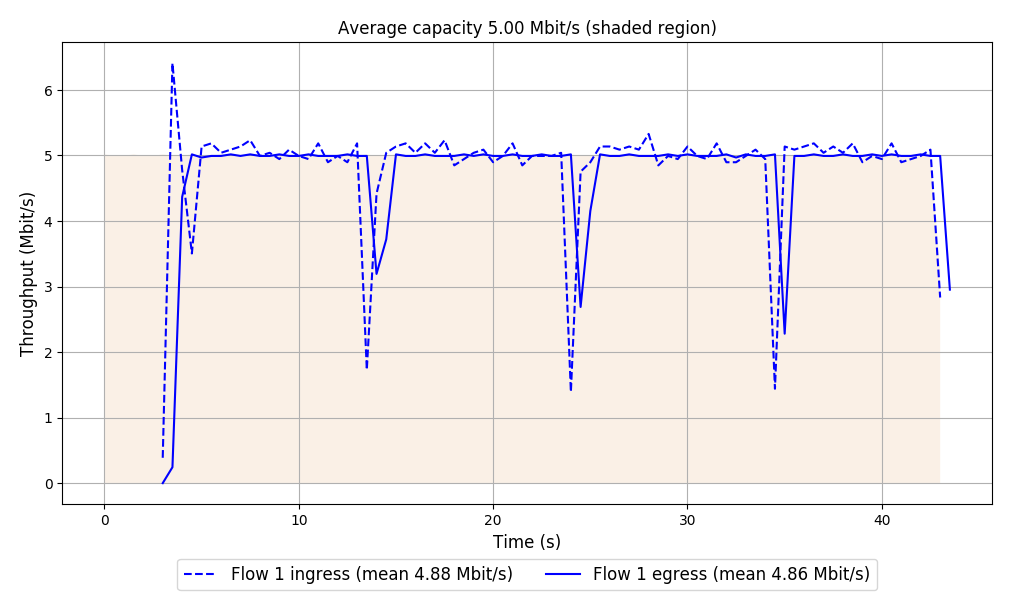 Average capacity 5.00 Mbit/s (shaded region)
Throughput (Mbit/s)
6
5
4
3
2
1
0
0 10 20 30 40
Time (s)
Flow 1 ingress (mean 4.88 Mbit/s) Flow 1 egress (mean 4.86 Mbit/s)